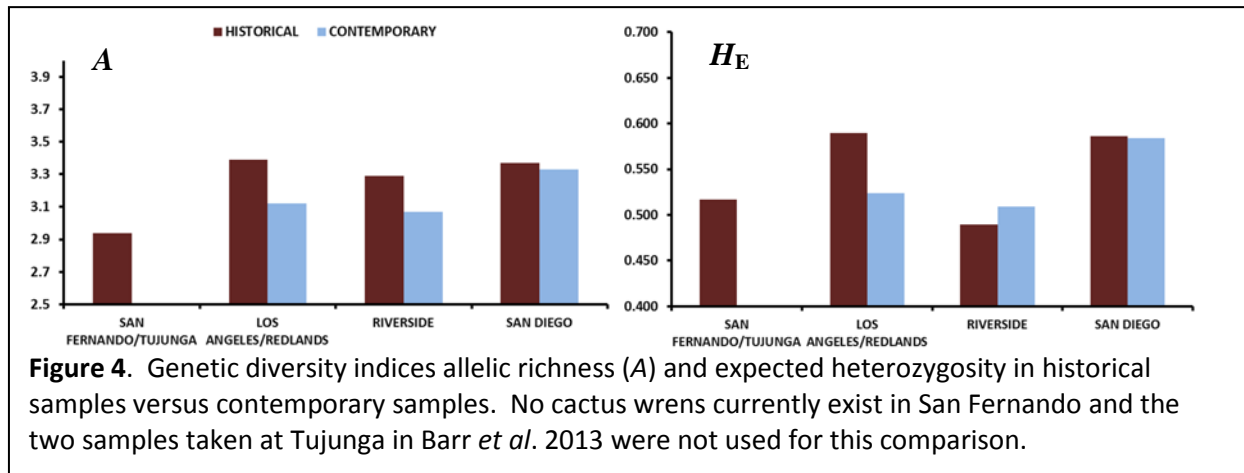 HISTORICAL CONTEMPORARY
A
3.9
3.7
3.5
3.3
3.1
2.9
2.7
2.5
SAN FERNANDO/TUJUNGA
LOS ANGELES/REDLANDS
RIVERSIDE
SAN DIEGO
HE
0.700
0.650
0.600
0.550
0.500
0.450
0.400
SAN FERNANDO/TUJUNGA
LOS ANGELES/REDLANDS
RIVERSIDE
SAN DIEGO
Figure 4. Genetic diversity indices allelic richness (A) and expected heterozygosity in historical
samples versus contemporary samples. No cactus wrens currently exist in San Fernando and the
two samples taken at Tujunga in Barr et al. 2013 were not used for this comparison.